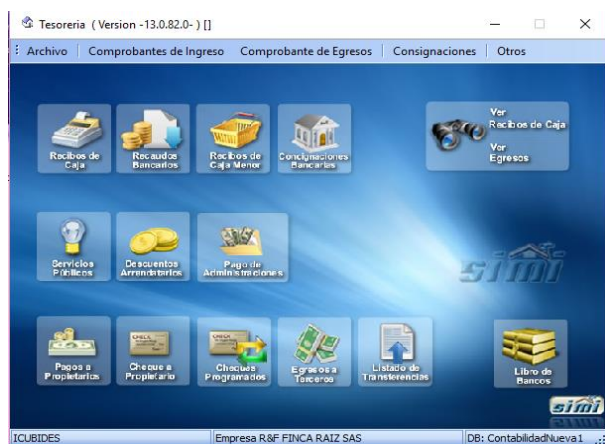 Tesoreria ( Version -13.0.82.0- ) []
Archivo Comprobantes de Ingreso Comprobante de Egresos Consignaciones Otros
Recibos de
Caja
Recaudos
Bancarios
Recibos de
Caja Menor
Concignaciones
Bancarias
Ver
Recibos de Caja
Ver
Egresos
Servicios
Públicos
Descuentos
Arrendatarios
Pago de
Administraciones
simi
Pagos a
Propietarios
CHECK
Cheque a
Propietario
CHECK
Cheques
Programados
Egresos a
Terceros
Listado de
Transferencias
Libro de
Bancos
simi
ICUBIDES Empresa R&F FINCA RAIZ SAS DB: ContabilidadNueva1